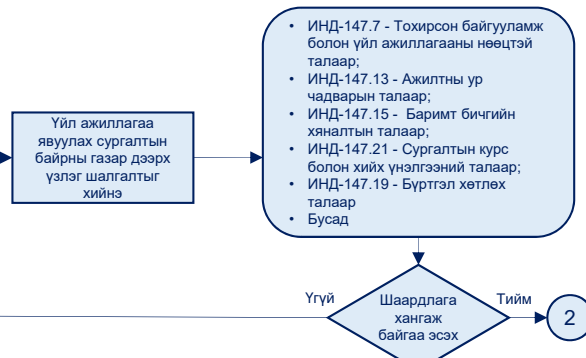 • ИНД-147.7 - Тохирсон байгууламж
болон үйл ажиллагааны нөөцтэй
талаар;
• ИНД-147.13 - Ажилтны ур
чадварын талаар;
• ИНД-147.15 - Баримт бичгийн
хяналтын талаар;
• ИНД-147.21 - Сургалтын курс
болон хийх үнэлгээний талаар;
• ИНД-147.19 - Бүртгэл хөтлөх
талаар
• Бусад
Үйл ажиллагаа
явуулах сургалтын
байрны газар дээрх
үзлэг шалгалтыг
хийнэ
Үгүй
Шаардлага
хангаж
байгаа эсэх
Тийм
2